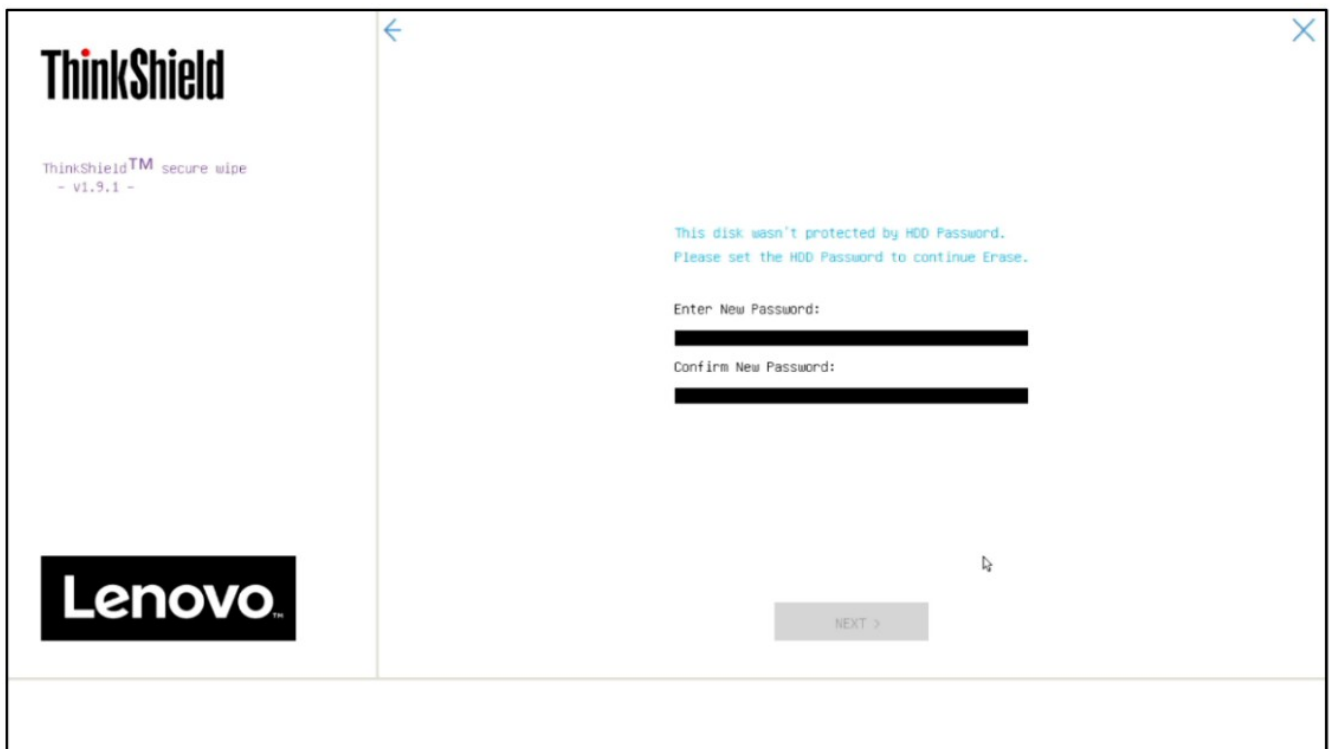 ThinkShield
ThinkShield™ secure wipe
- v1.9.1 -
This disk wasn't protected by HDD Password.
Please set the HDD Password to continue Erase.
Enter New Password:
Confirm New Password:
NEXT >
Lenovo™